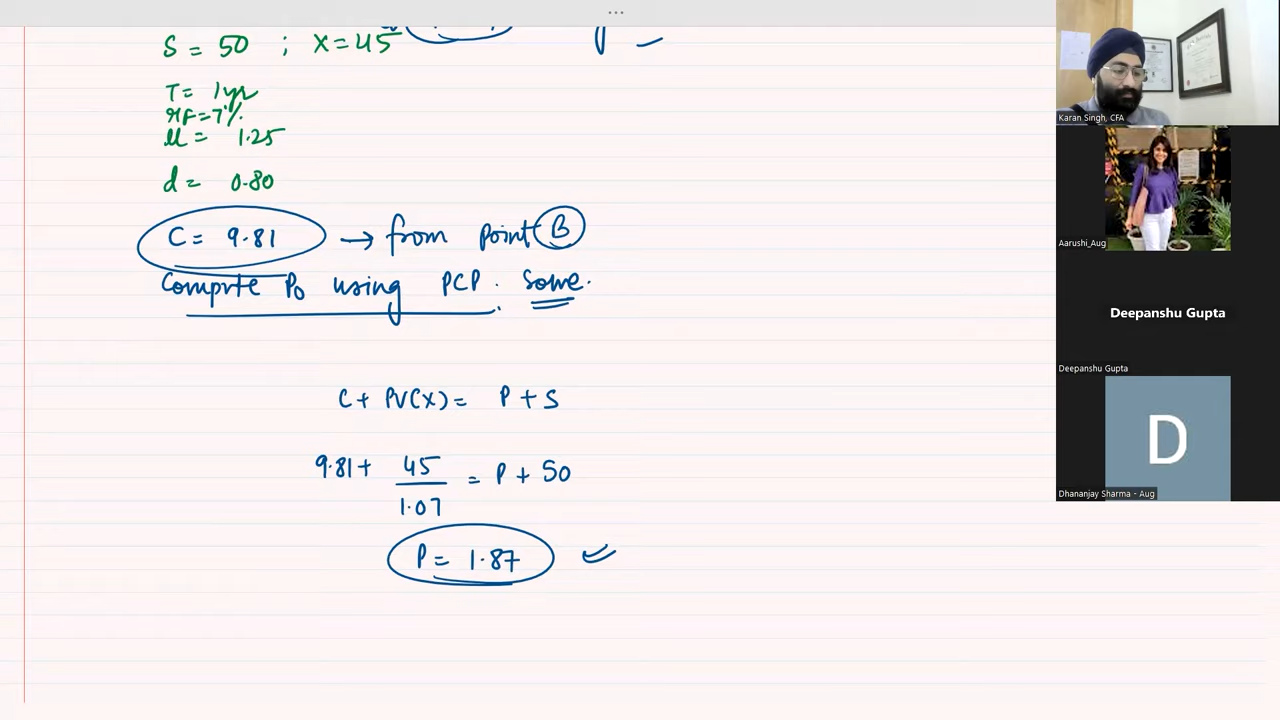 S = 50 ; X = 45
T = 1yr
rF = 7%.
u = 1.25
d = 0.80
C = 9.81 → from point B
Compute P0 using PCP. Solve.
C + PV(X) = P + S
9.81 + 45 / 1.07 = P + 50
P = 1.87
Karan Singh, CFA
Aarushi_Aug
Deepanshu Gupta
Deepanshu Gupta
D
Dhananjay Sharma - Aug